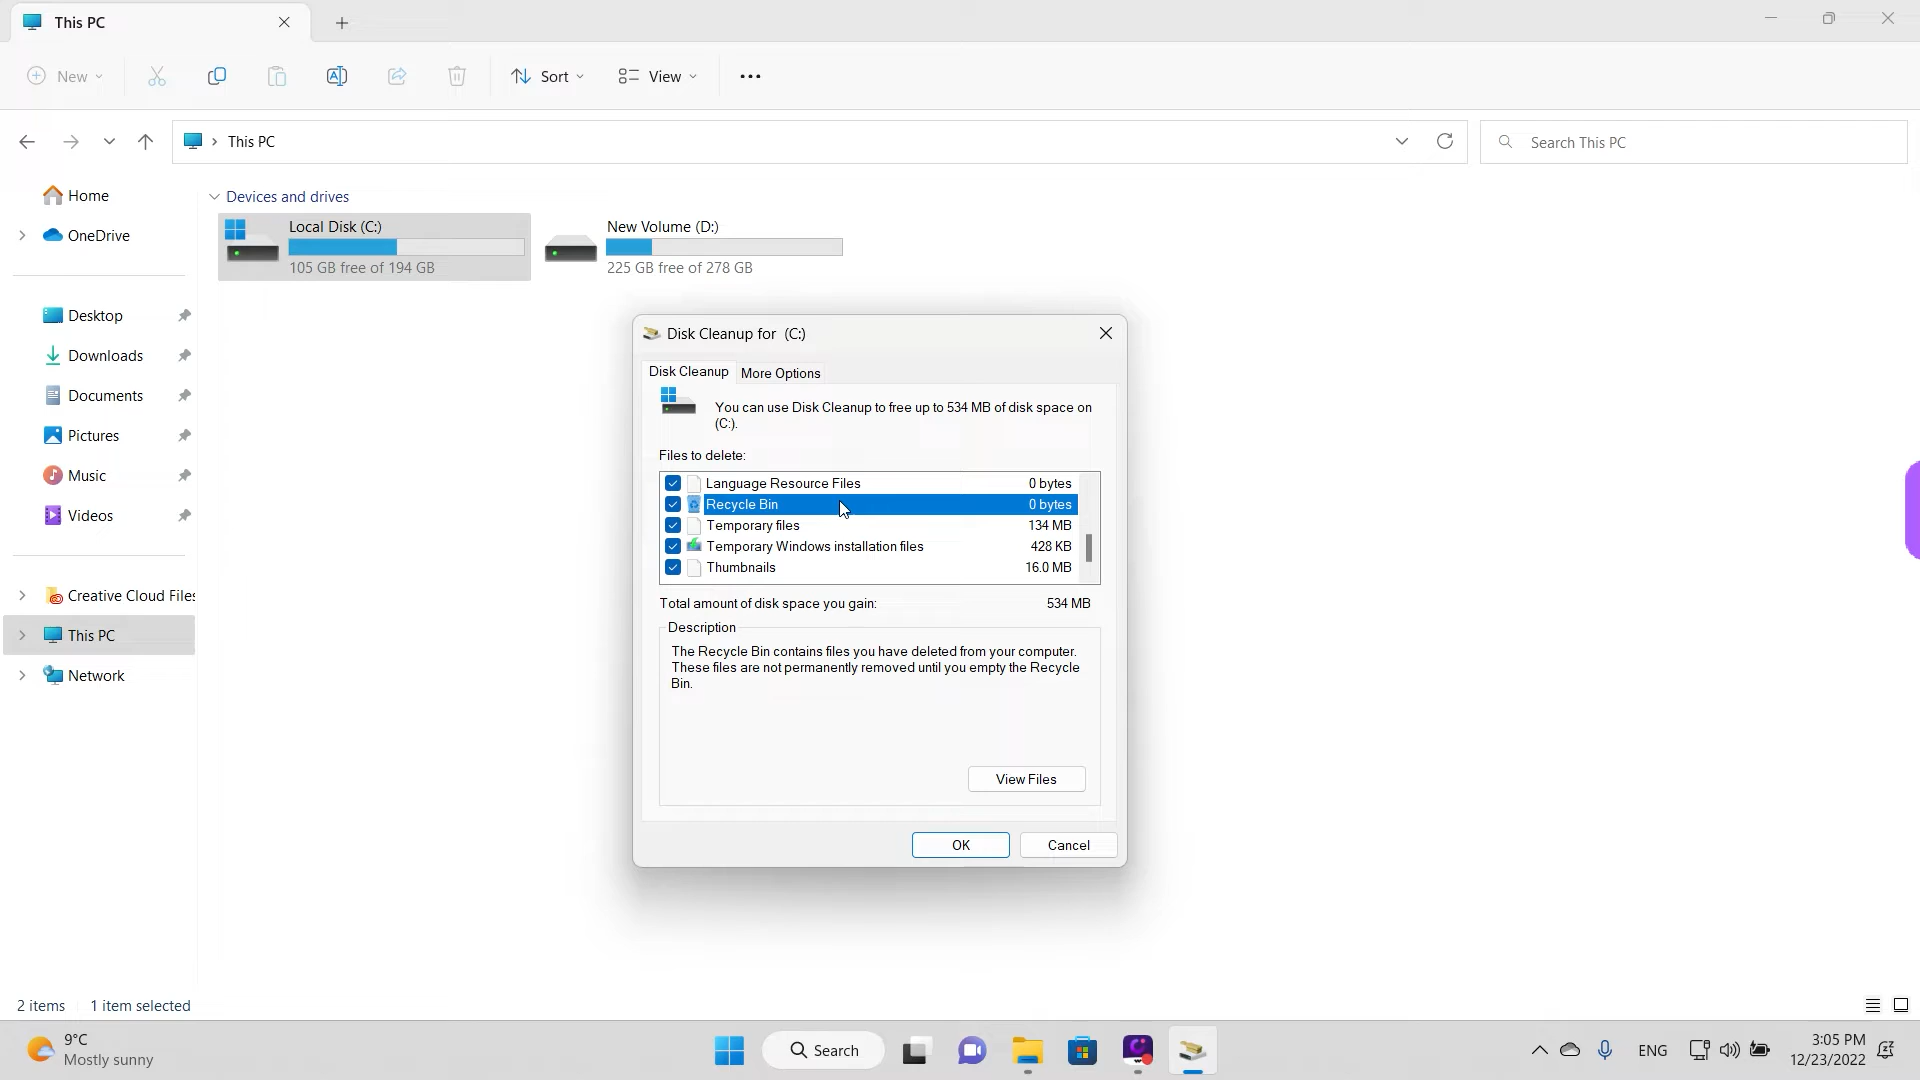 This PC
New
Sort
View
This PC
Search This PC
Home
OneDrive
Desktop
Downloads
Documents
Pictures
Music
Videos
Creative Cloud Files
This PC
Network
Devices and drives
Local Disk (C:)
105 GB free of 194 GB
New Volume (D:)
225 GB free of 278 GB
Disk Cleanup for (C:)
Disk Cleanup
More Options
You can use Disk Cleanup to free up to 534 MB of disk space on
(C:).
Files to delete:
Language Resource Files 0 bytes
Recycle Bin 0 bytes
Temporary files 134 MB
Temporary Windows installation files 428 KB
Thumbnails 16.0 MB
Total amount of disk space you gain: 534 MB
Description
The Recycle Bin contains files you have deleted from your computer.
These files are not permanently removed until you empty the Recycle
Bin.
View Files
OK
Cancel
2 items 1 item selected
9°C
Mostly sunny
Search
ENG
3:05 PM
12/23/2022